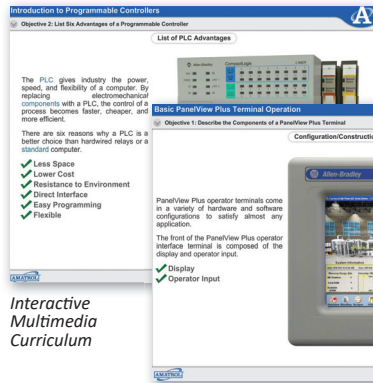 Introduction to Programmable Controllers
Objective 2: List Six Advantages of a Programmable Controller
List of PLC Advantages
The PLC gives industry the power,
speed, and flexibility of a computer. By
replacing electromechanical
components with a PLC, the control of a
process becomes faster, cheaper, and
more efficient.
There are six reasons why a PLC is a
better choice than hardwired relays or a
standard computer.
Less Space
Lower Cost
Resistance to Environment
Direct Interface
Easy Programming
Flexible
AMATROL
Allen-Bradley
Basic PanelView Plus Terminal Operation
Objective 1: Describe the Components of a PanelView Plus Terminal
Configuration/Constructio
PanelView Plus operator terminals come
in a variety of hardware and software
configurations to satisfy almost any
application.
The front of the PanelView Plus operator
interface terminal is composed of the
display and operator input.
Display
Operator Input
Allen-Bradley
System Information
AMATROL
Interactive
Multimedia
Curriculum